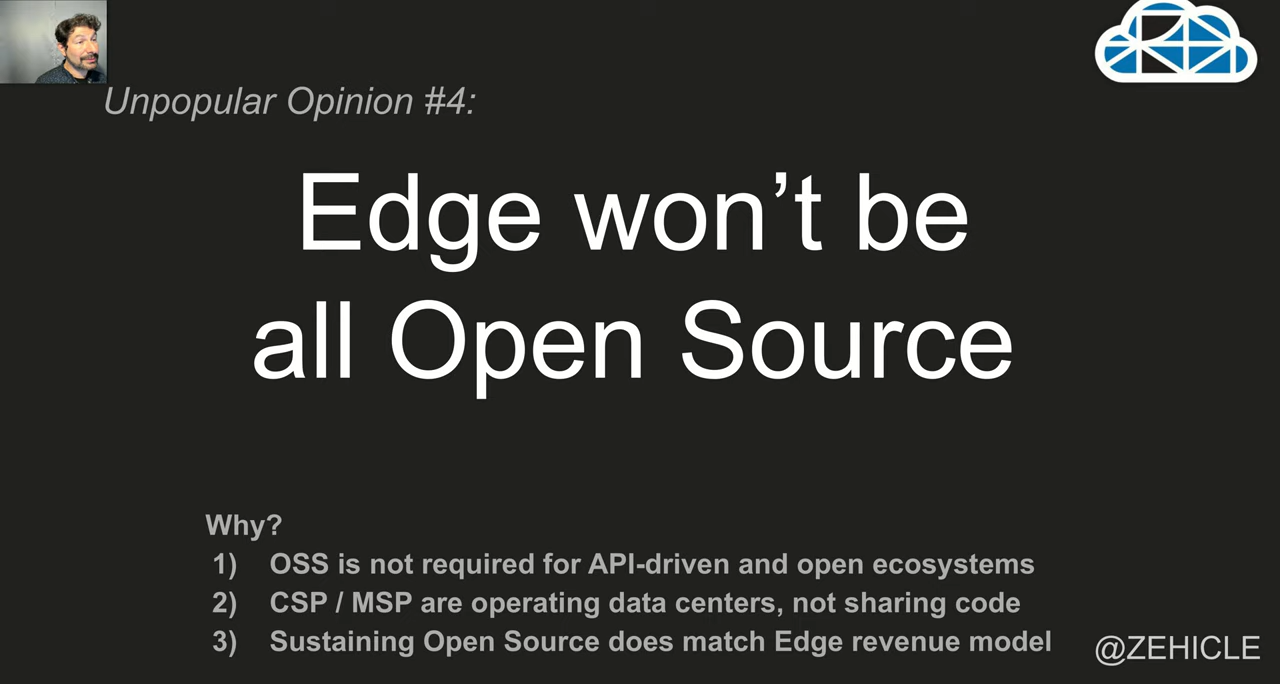 Unpopular Opinion #4:
Edge won’t be
all Open Source
Why?
1) OSS is not required for API-driven and open ecosystems
2) CSP / MSP are operating data centers, not sharing code
3) Sustaining Open Source does match Edge revenue model
@ZEHICLE